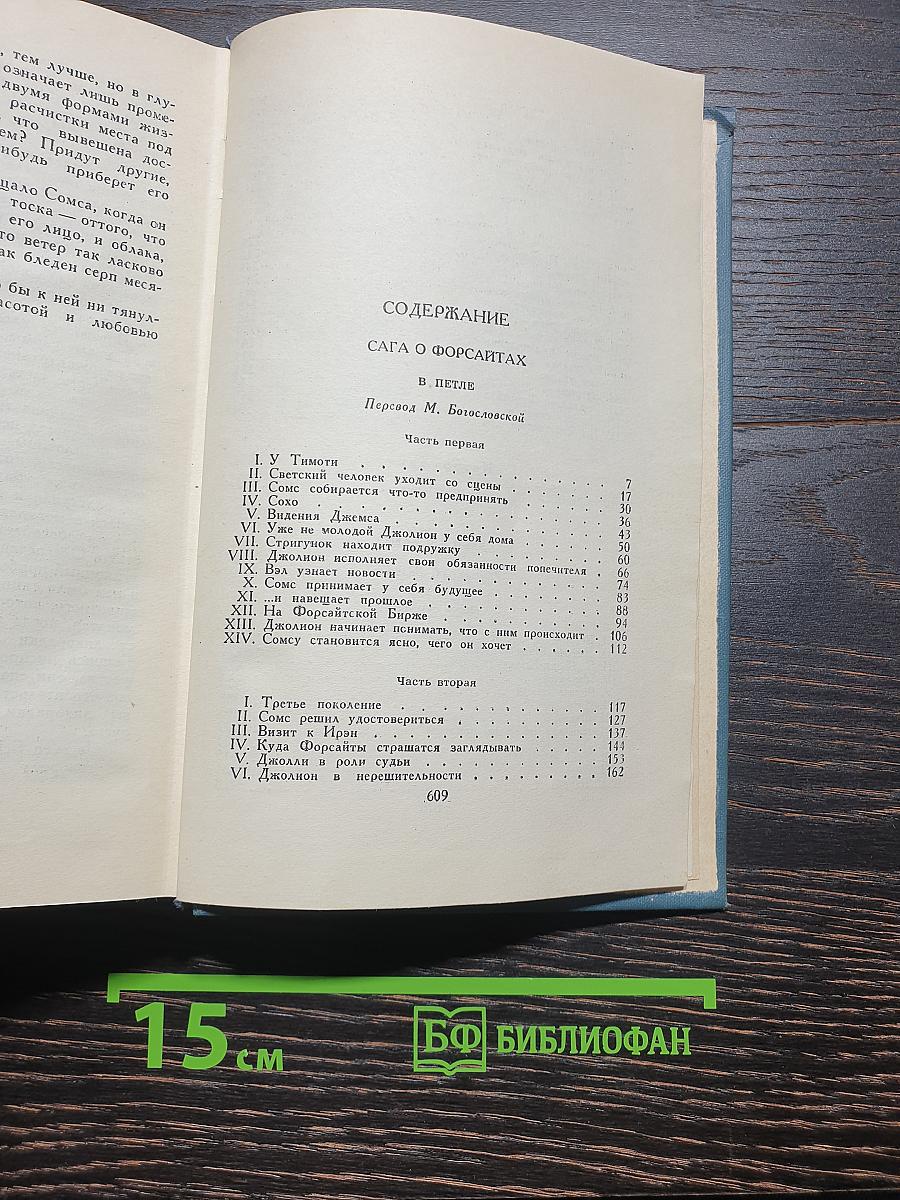 , тем лучше, но в глу-
означает лишь проме-
двумя формами жиз-
расчистки места под
что вывешена дос-
ем? Придут другие,
ибудь приберет его
щало Сомса, когда он
тоска — оттого, что
его лицо, и облака,
то ветер так ласково
ак бледен серп меся-
бы к ней ни тянул-
асотой и любовью
СОДЕРЖАНИЕ
САГА О ФОРСАЙТАХ
В ПЕТЛЕ
Перевод М. Богословской
Часть первая
I. У Тимоти . . . . . . . . 7
II. Светский человек уходит со сцены . . . . . . 17
III. Сомс собирается что-то предпринять . . . . . . 30
IV. Сохо . . . . . . . . 36
V. Видения Джемса . . . . . . . . 43
VI. Уже не молодой Джолион у себя дома . . . . . 50
VII. Стригунок находит подружку . . . . . . 60
VIII. Джолион исполняет свои обязанности попечителя . 66
IX. Вэл узнает новости . . . . . . . . 74
X. Сомс принимает у себя будущее . . . . . . 83
XI. ...и навещает прошлое . . . . . . . . 88
XII. На Форсайтской Бирже . . . . . . . . 94
XIII. Джолион начинает понимать, что с ним происходит . 106
XIV. Сомсу становится ясно, чего он хочет . . . . . . 112
Часть вторая
I. Третье поколение . . . . . . . . 117
II. Сомс решил удостовериться . . . . . . . . 127
III. Визит к Ирэн . . . . . . . . 137
IV. Куда Форсайты страшатся заглядывать . . . . . 144
V. Джолли в роли судьи . . . . . . . . 153
VI. Джолион в нерешительности . . . . . . . . 162
609
15 см
БФ БИБЛИОФАН